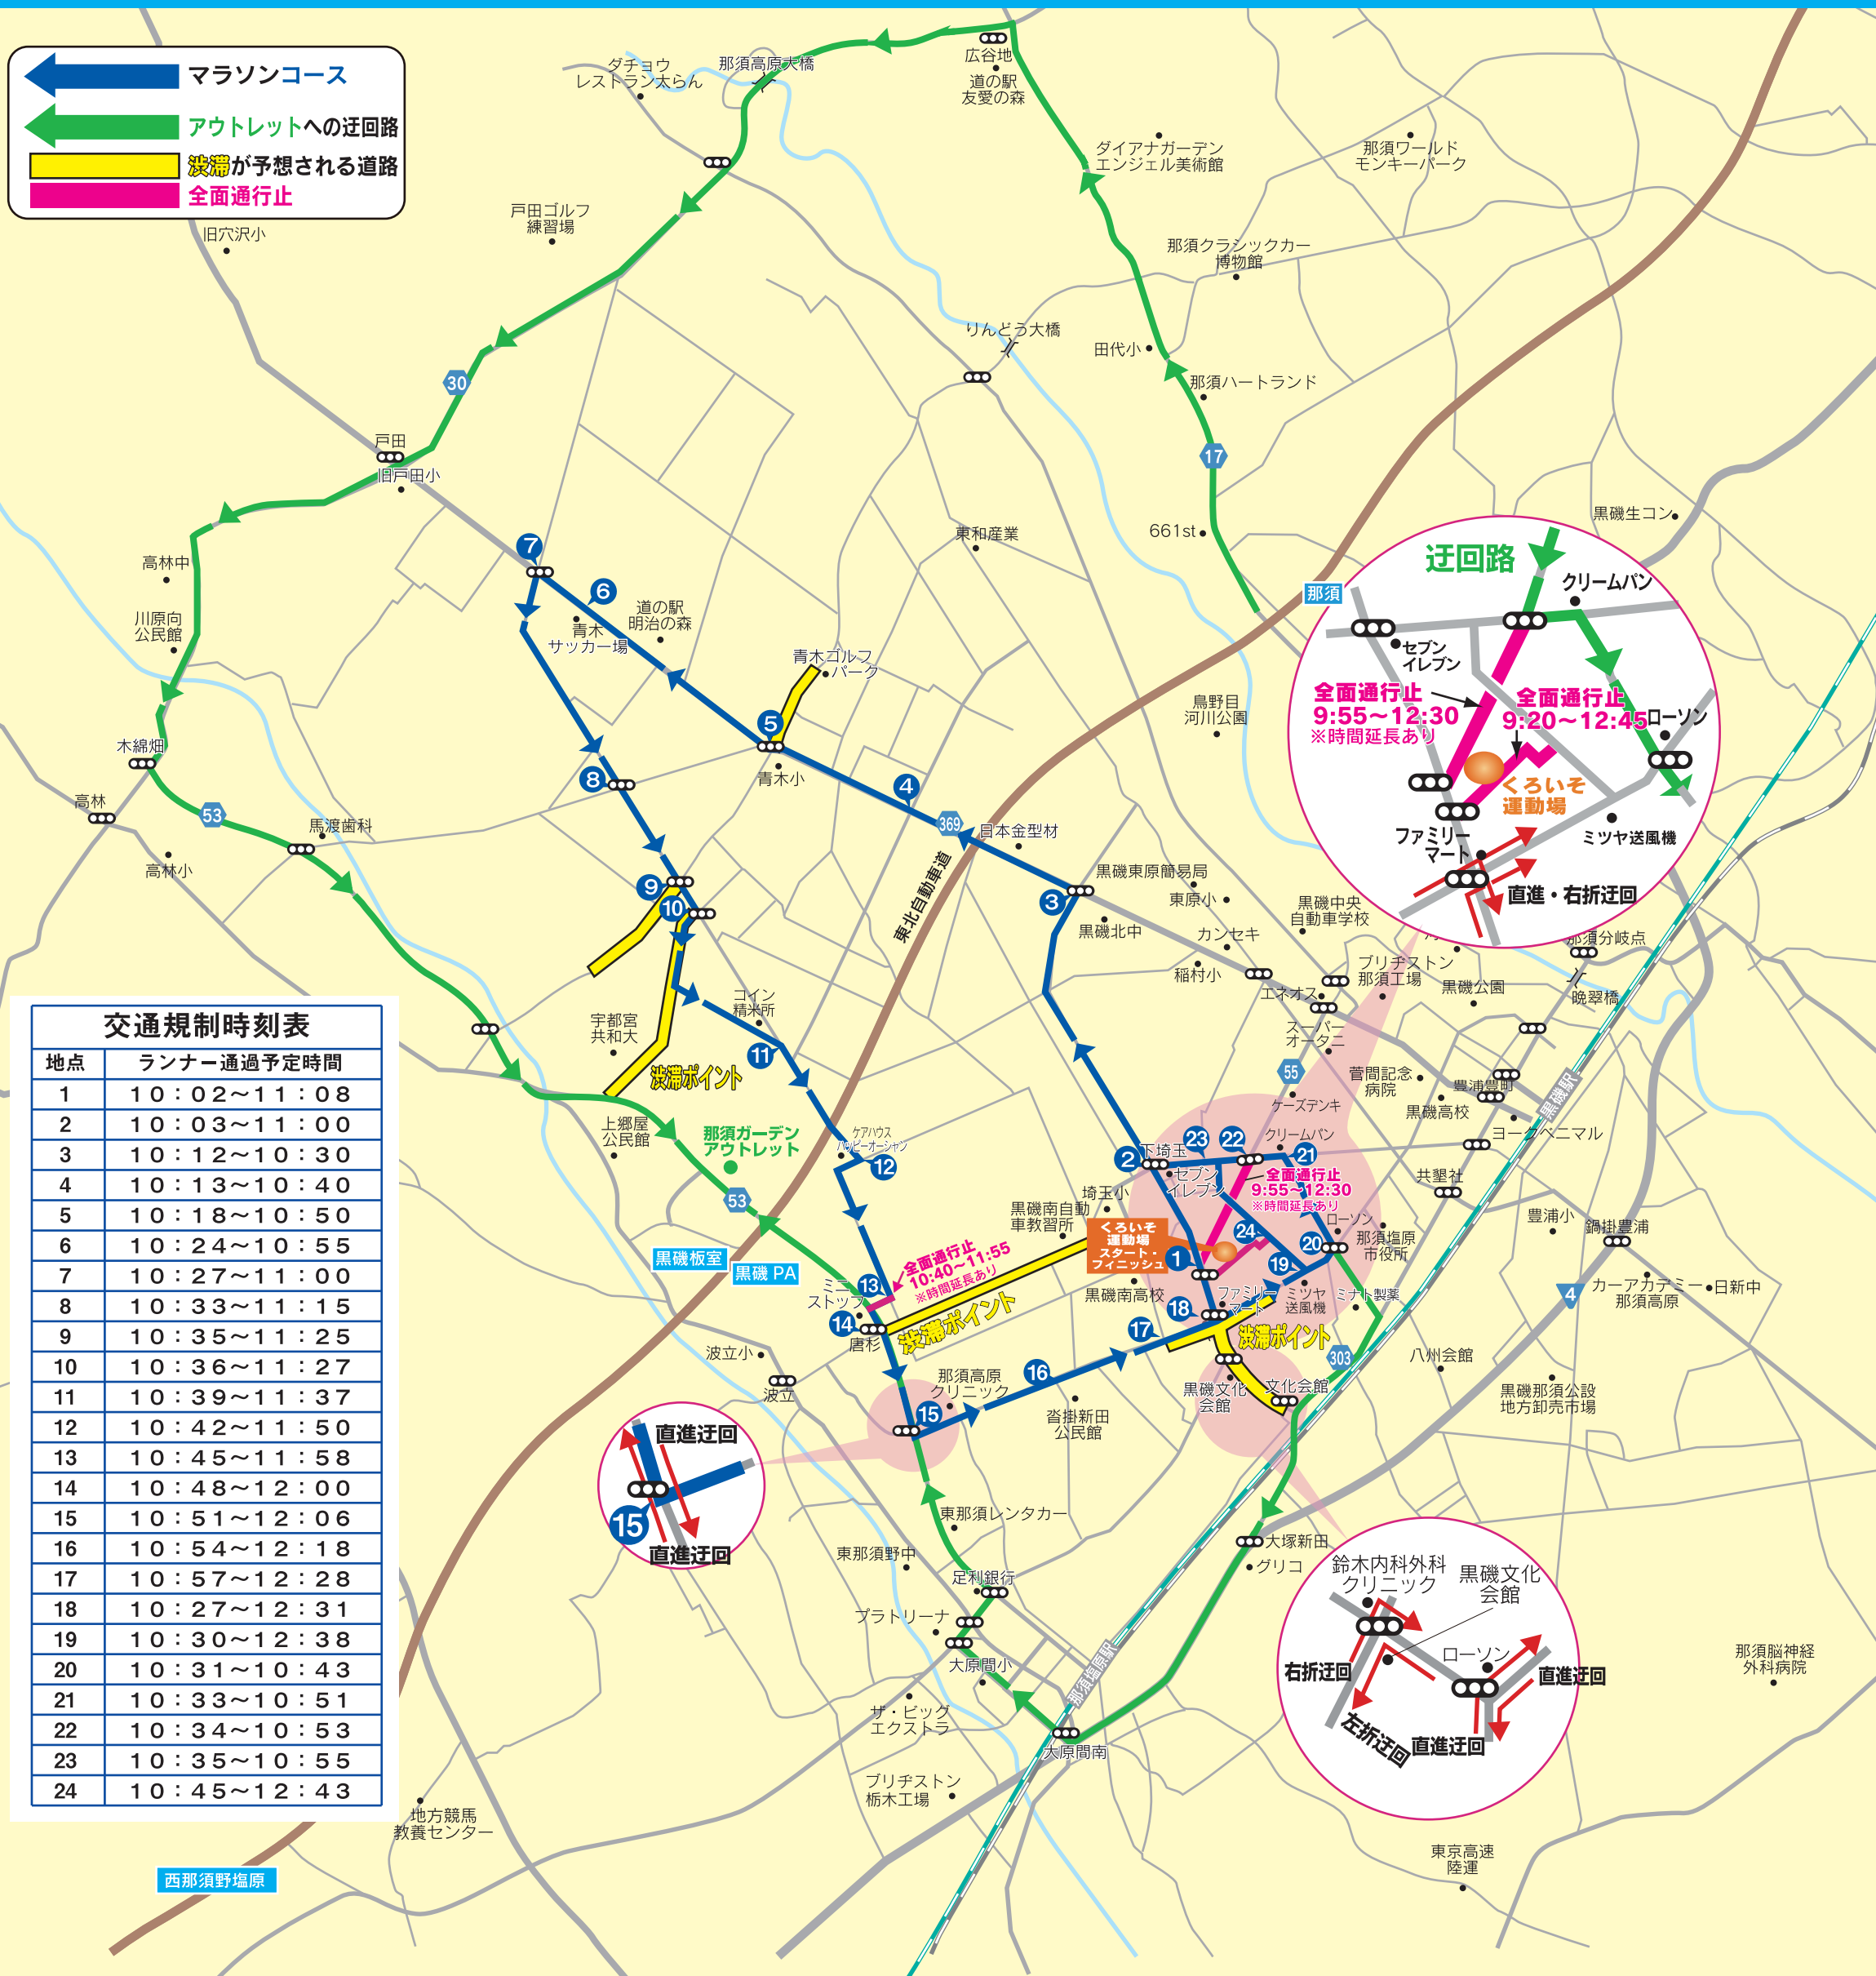 マラソンコース
アウトレットへの迂回路
渋滞が予想される道路
全面通行止
ダチョウ
レストラン太らん
那須高原大橋
広谷地
道の駅
友愛の森
ダイアナガーデン
エンジェル美術館
那須ワールド
モンキーパーク
旧穴沢小
戸田ゴルフ
練習場
那須クラシックカー
博物館
りんどう大橋
田代小
那須ハートランド
30
17
戸田
旧戸田小
661st
東和産業
黒磯生コン
高林中
川原向
公民館
7
6
青木
サッカー場
道の駅
明治の森
青木ゴルフ
パーク
5
青木小
鳥野目
河川公園
那須
迂回路
クリームパン
セブン
イレブン
全面通行止
9:55〜12:30
※時間延長あり
全面通行止
9:20〜12:45
ローソン
くろいそ
運動場
ファミリー
マート
ミツヤ送風機
直進・右折迂回
木綿畑
高林
53
馬渡歯科
高林小
8
4
369
日本金型材
9
10
東北自動車道
3
黒磯東原簡易局
東原小
黒磯北中
カンセキ
稲村小
黒磯中央
自動車学校
ブリヂストン
那須工場
黒磯公園
那須分岐点
晩翠橋
エネオス
スーパー
オータニ
コイン
精米所
宇都宮
共和大
11
渋滞ポイント
55
ケーズデンキ
菅間記念
病院
豊浦豊町
黒磯高校
黒磯駅
ヨークベニマル
上郷屋
公民館
那須ガーデン
アウトレット
ケアハウス
ハッピーオーシャン
12
53
2
下埼玉
23
22
クリームパン
21
セブン
イレブン
全面通行止
9:55〜12:30
※時間延長あり
共墾社
埼玉小
黒磯南自動
車教習所
くろいそ
運動場
スタート・
フィニッシュ
24
ローソン
20
那須塩原
市役所
豊浦小
鍋掛豊浦
1
19
黒磯板室
黒磯 PA
全面通行止
10:40〜11:55
※時間延長あり
ミニ
ストップ
13
14
唐杉
渋滞ポイント
黒磯南高校
18
ファミリー
マート
ミツヤ
送風機
ミナト製薬
4
カーアカデミー
那須高原
日新中
17
渋滞ポイント
303
波立小
波立
那須高原
クリニック
16
黒磯文化
会館
文化会館
八州会館
黒磯那須公設
地方卸売市場
15
沓掛新田
公民館
直進迂回
15
直進迂回
東那須レンタカー
東那須野中
足利銀行
プラトリーナ
大原間小
ザ・ビッグ
エクストラ
那須塩原駅
大原間南
大塚新田
グリコ
鈴木内科外科
クリニック
黒磯文化
会館
ローソン
右折迂回
直進迂回
左折迂回
直進迂回
那須脳神経
外科病院
ブリヂストン
栃木工場
東京高速
陸運
地方競馬
教養センター
西那須野塩原
交通規制時刻表
地点 ランナー通過予定時間
1 10：02〜11：08
2 10：03〜11：00
3 10：12〜10：30
4 10：13〜10：40
5 10：18〜10：50
6 10：24〜10：55
7 10：27〜11：00
8 10：33〜11：15
9 10：35〜11：25
10 10：36〜11：27
11 10：39〜11：37
12 10：42〜11：50
13 10：45〜11：58
14 10：48〜12：00
15 10：51〜12：06
16 10：54〜12：18
17 10：57〜12：28
18 10：27〜12：31
19 10：30〜12：38
20 10：31〜10：43
21 10：33〜10：51
22 10：34〜10：53
23 10：35〜10：55
24 10：45〜12：43